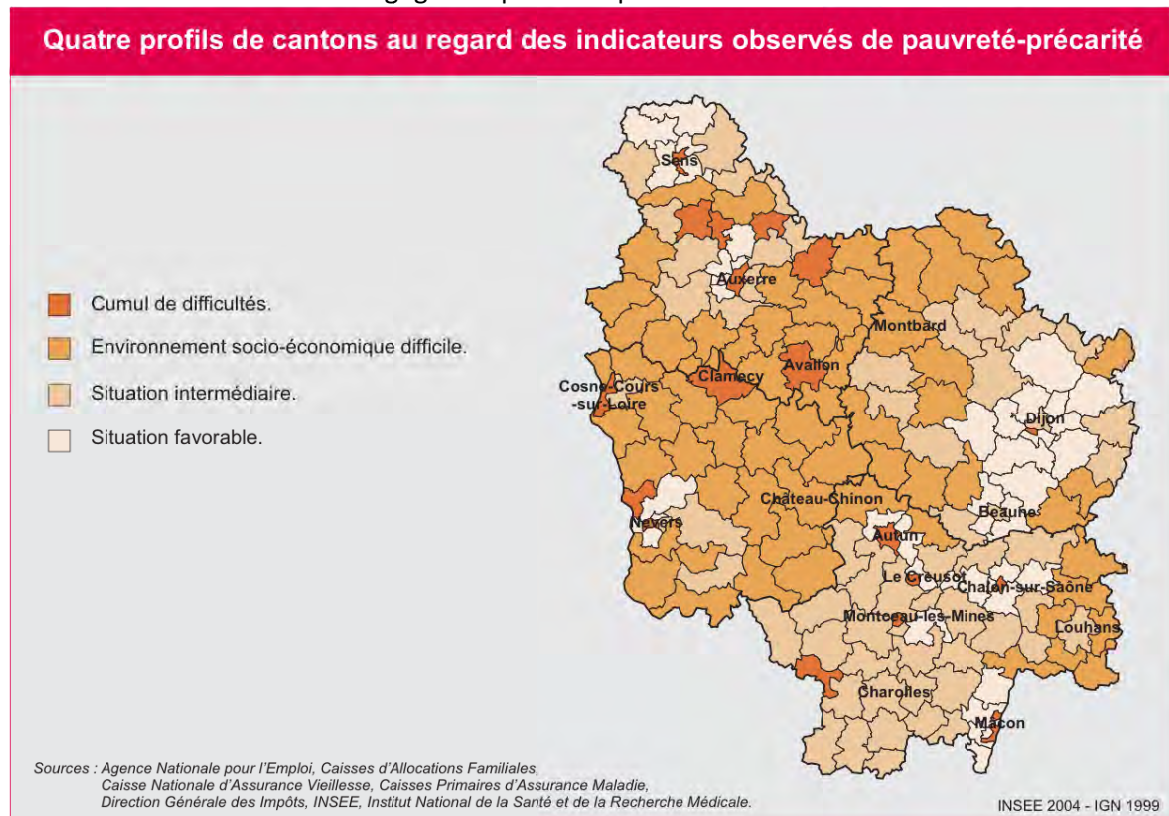 Quatre profils de cantons au regard des indicateurs observés de pauvreté-précarité
Sens
Auxerre
Cumul de difficultés.
Environnement socio-économique difficile.
Situation intermédiaire.
Situation favorable.
Montbard
Avallon
Clamecy
Cosne-Cours
-sur-Loire
Dijon
Château-Chinon
Beaune
Nevers
Autun
Le Creusot
Chalon-sur-Saône
Montceau-les-Mines
Louhans
Charolles
Mâcon
Sources : Agence Nationale pour l'Emploi, Caisses d'Allocations Familiales
Caisse Nationale d'Assurance Vieillesse, Caisses Primaires d'Assurance Maladie,
Direction Générale des Impôts, INSEE, Institut National de la Santé et de la Recherche Médicale.
INSEE 2004 - IGN 1999